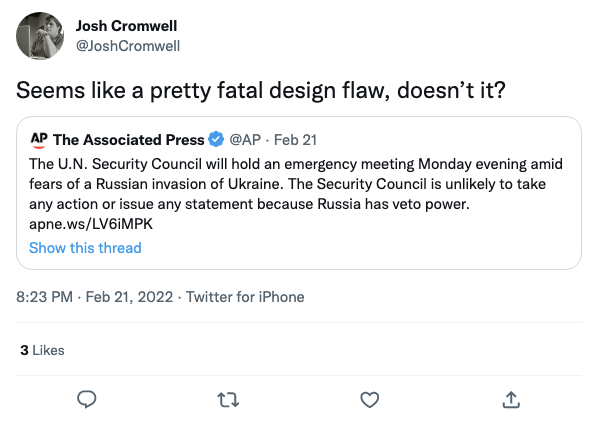 Josh Cromwell
@JoshCromwell
Seems like a pretty fatal design flaw, doesn’t it?
AP The Associated Press @AP · Feb 21
The U.N. Security Council will hold an emergency meeting Monday evening amid
fears of a Russian invasion of Ukraine. The Security Council is unlikely to take
any action or issue any statement because Russia has veto power.
apne.ws/LV6iMPK
Show this thread
8:23 PM · Feb 21, 2022 · Twitter for iPhone
3 Likes